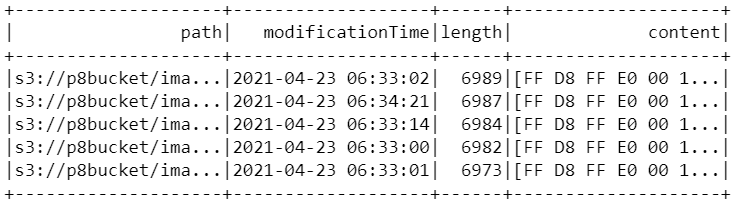 +--------------------+-------------------+------+--------------------+
|                path|   modificationTime|length|             content|
+--------------------+-------------------+------+--------------------+
|s3://p8bucket/ima...|2021-04-23 06:33:02|  6989|[FF D8 FF E0 00 1...|
|s3://p8bucket/ima...|2021-04-23 06:34:21|  6987|[FF D8 FF E0 00 1...|
|s3://p8bucket/ima...|2021-04-23 06:33:14|  6984|[FF D8 FF E0 00 1...|
|s3://p8bucket/ima...|2021-04-23 06:33:00|  6982|[FF D8 FF E0 00 1...|
|s3://p8bucket/ima...|2021-04-23 06:33:01|  6973|[FF D8 FF E0 00 1...|
+--------------------+-------------------+------+--------------------+